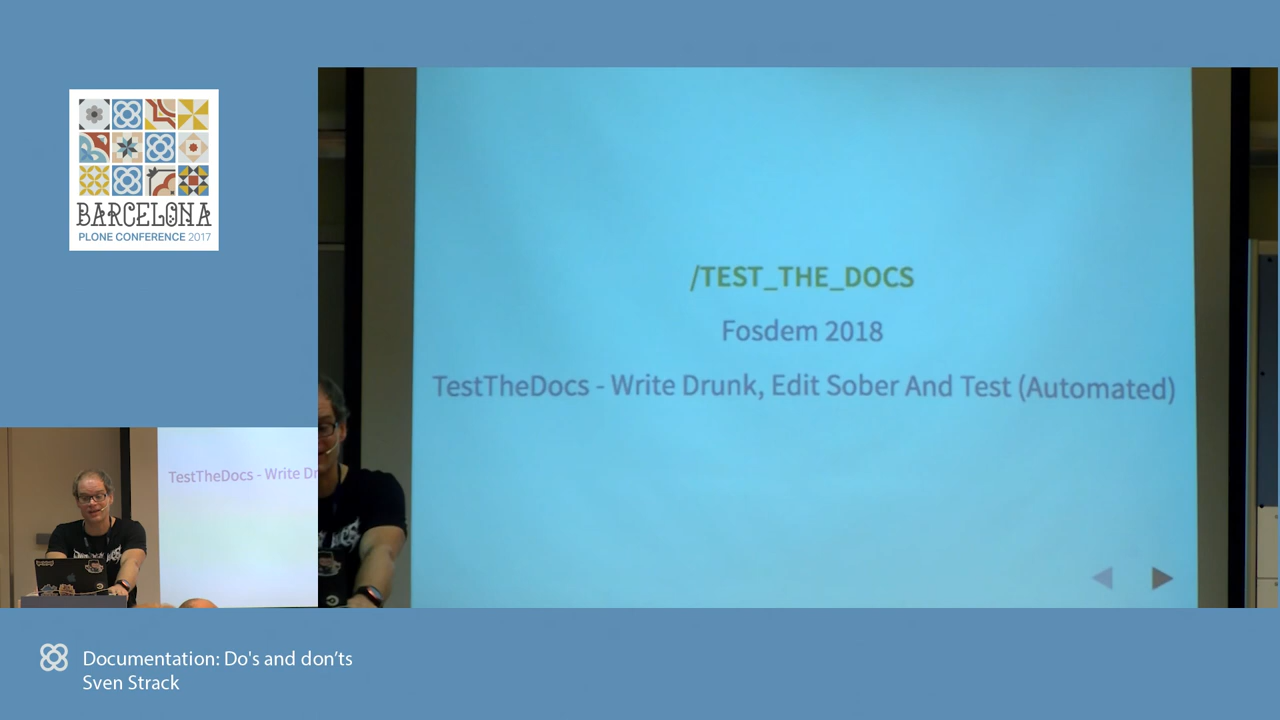 BARCELONA
PLONE CONFERENCE 2017
/TEST_THE_DOCS
Fosdem 2018
TestTheDocs - Write Drunk, Edit Sober And Test (Automated)
TestTheDocs - Write Dr
Documentation: Do's and don’ts
Sven Strack